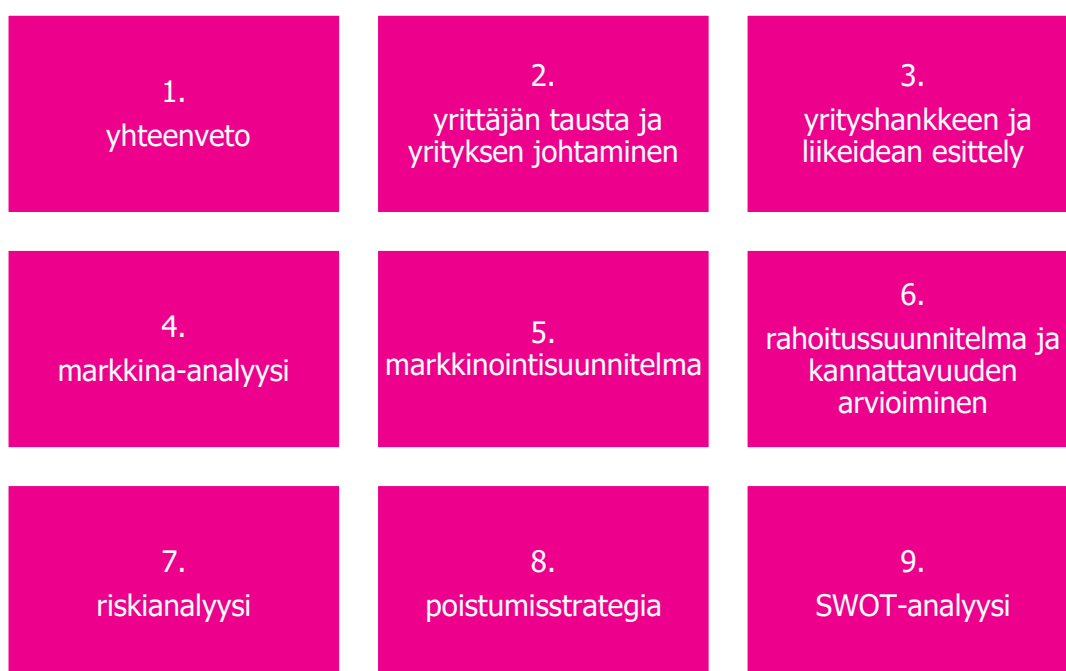 1.
yhteenveto
2.
yrittäjän tausta ja
yrityksen johtaminen
3.
yrityshankkeen ja
liikeidean esittely
4.
markkina-analyysi
5.
markkinointisuunnitelma
6.
rahoitussuunnitelma ja
kannattavuuden
arvioiminen
7.
riskianalyysi
8.
poistumisstrategia
9.
SWOT-analyysi